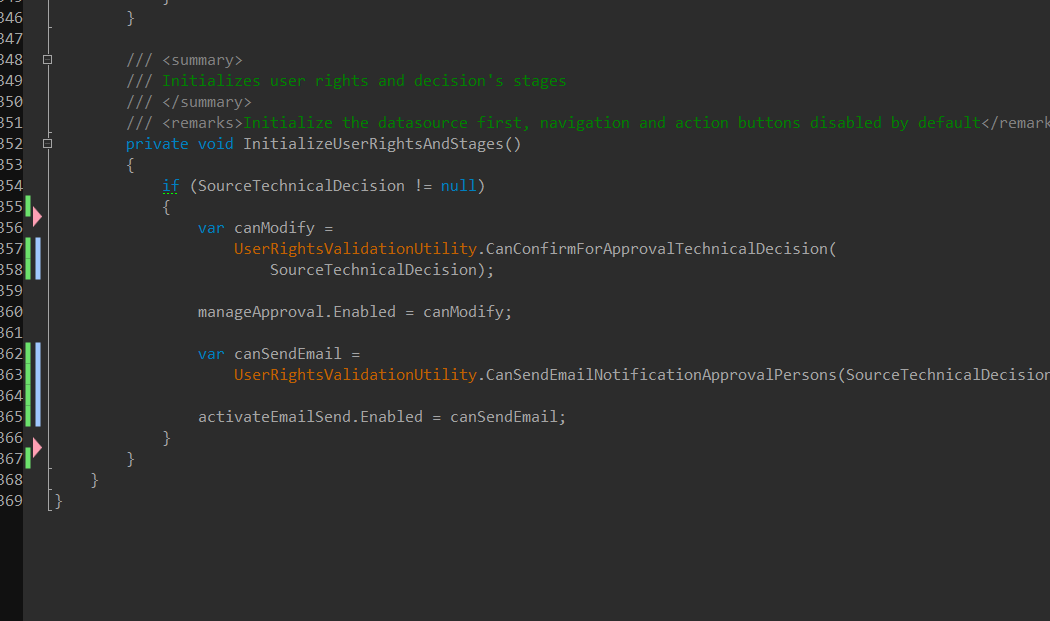 346 }
347
348 /// <summary>
349 /// Initializes user rights and decision's stages
350 /// </summary>
351 /// <remarks>Initialize the datasource first, navigation and action buttons disabled by default</remark
352 private void InitializeUserRightsAndStages()
353 {
354 if (SourceTechnicalDecision != null)
355 {
356 var canModify =
357 UserRightsValidationUtility.CanConfirmForApprovalTechnicalDecision(
358 SourceTechnicalDecision);
359
360 manageApproval.Enabled = canModify;
361
362 var canSendEmail =
363 UserRightsValidationUtility.CanSendEmailNotificationApprovalPersons(SourceTechnicalDecision
364
365 activateEmailSend.Enabled = canSendEmail;
366 }
367 }
368 }
369 }